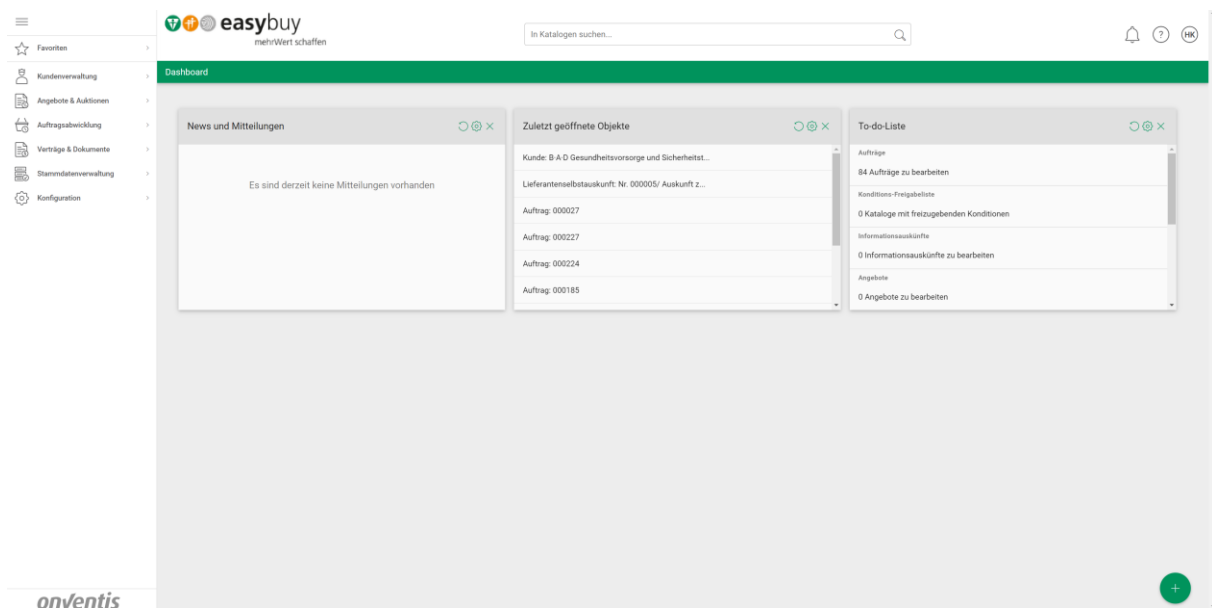 easybuy
mehrWert schaffen
In Katalogen suchen...
?
HK
Favoriten
Kundenverwaltung
Angebote & Auktionen
Auftragsabwicklung
Verträge & Dokumente
Stammdatenverwaltung
Konfiguration
Dashboard
News und Mitteilungen
Es sind derzeit keine Mitteilungen vorhanden
Zuletzt geöffnete Objekte
Kunde: B·A·D Gesundheitsvorsorge und Sicherheitst...
Lieferantenselbstauskunft: Nr. 000005/ Auskunft z...
Auftrag: 000027
Auftrag: 000227
Auftrag: 000224
Auftrag: 000185
To-do-Liste
Aufträge
84 Aufträge zu bearbeiten
Konditions-Freigabeliste
0 Kataloge mit freizugebenden Konditionen
Informationsauskünfte
0 Informationsauskünfte zu bearbeiten
Angebote
0 Angebote zu bearbeiten
onventis